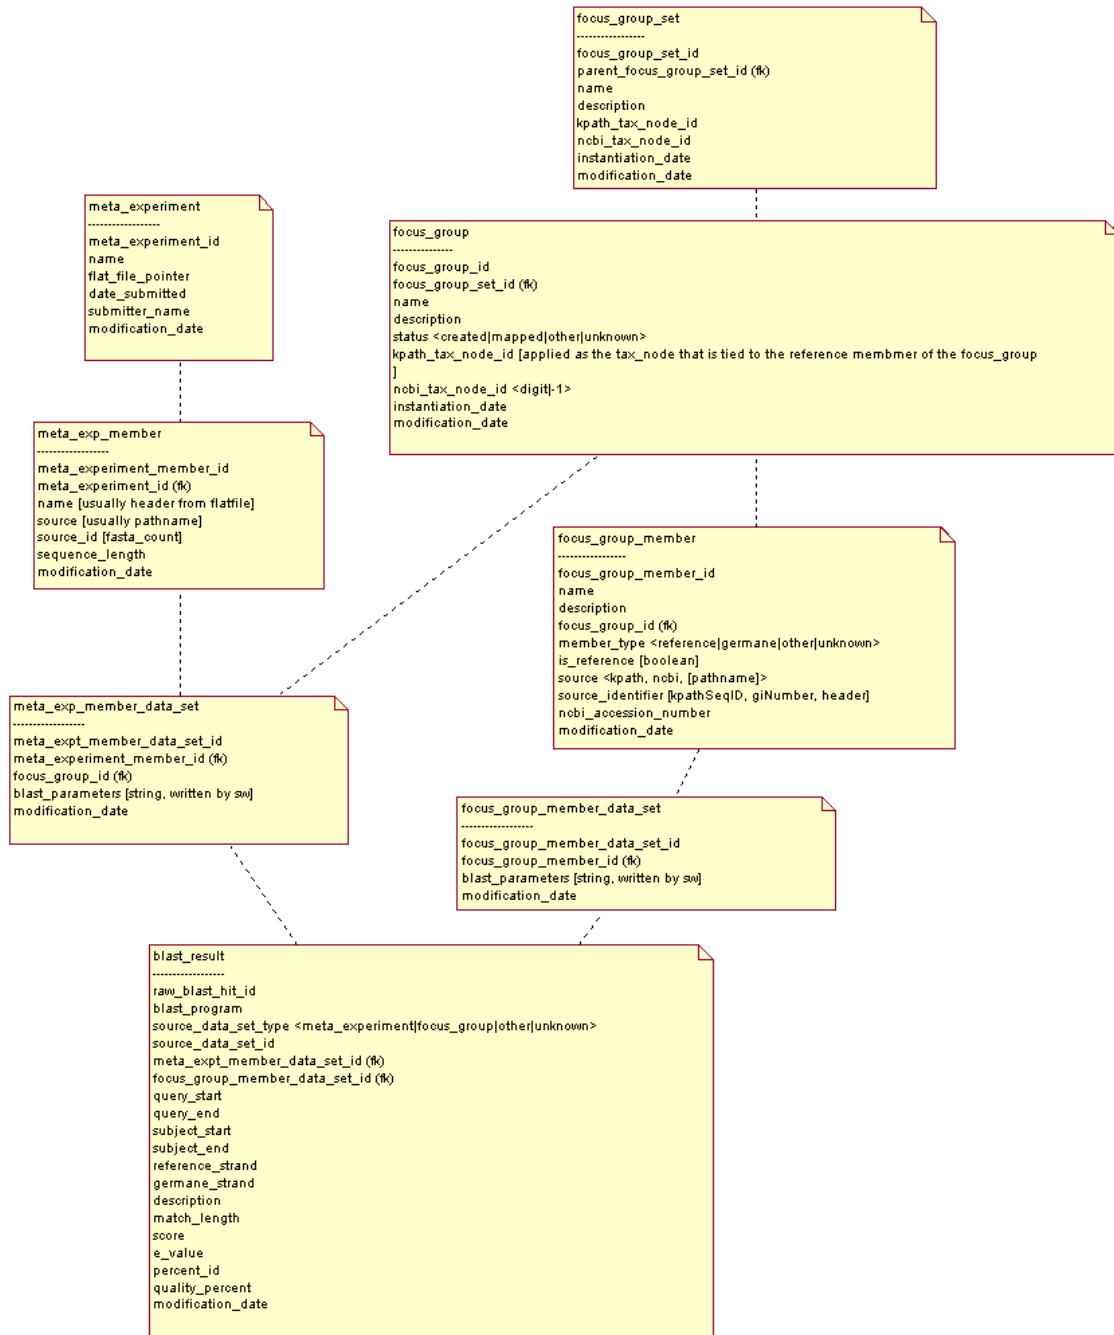 focus_group_set
-----------------
focus_group_set_id
parent_focus_group_set_id (fk)
name
description
kpath_tax_node_id
ncbi_tax_node_id
instantiation_date
modification_date
meta_experiment
------------------
meta_experiment_id
name
flat_file_pointer
date_submitted
submitter_name
modification_date
focus_group
---------------
focus_group_id
focus_group_set_id (fk)
name
description
status <created|mapped|other|unknown>
kpath_tax_node_id [applied as the tax_node that is tied to the reference membmer of the focus_group
]
ncbi_tax_node_id <digit|-1>
instantiation_date
modification_date
meta_exp_member
------------------
meta_experiment_member_id
meta_experiment_id (fk)
name [usually header from flatfile]
source [usually pathname]
source_id [fasta_count]
sequence_length
modification_date
focus_group_member
-----------------
focus_group_member_id
name
description
focus_group_id (fk)
member_type <reference|germane|other|unknown>
is_reference [boolean]
source <kpath, ncbi, [pathname]>
source_identifier [kpathSeqID, giNumber, header]
ncbi_accession_number
modification_date
meta_exp_member_data_set
------------------
meta_expt_member_data_set_id
meta_experiment_member_id (fk)
focus_group_id (fk)
blast_parameters [string, written by sw]
modification_date
focus_group_member_data_set
------------------
focus_group_member_data_set_id
focus_group_member_id (fk)
blast_parameters [string, written by sw]
modification_date
blast_result
------------------
raw_blast_hit_id
blast_program
source_data_set_type <meta_experiment|focus_group|other|unknown>
source_data_set_id
meta_expt_member_data_set_id (fk)
focus_group_member_data_set_id (fk)
query_start
query_end
subject_start
subject_end
reference_strand
germane_strand
description
match_length
score
e_value
percent_id
quality_percent
modification_date